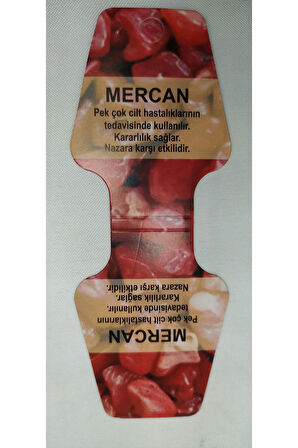 MERCAN
Pek çok cilt hastalıklarının
tedavisinde kullanılır.
Kararlılık sağlar.
Nazara karşı etkilidir.
MERCAN
Pek çok cilt hastalıklarının
tedavisinde kullanılır.
Kararlılık sağlar.
Nazara karşı etkilidir.